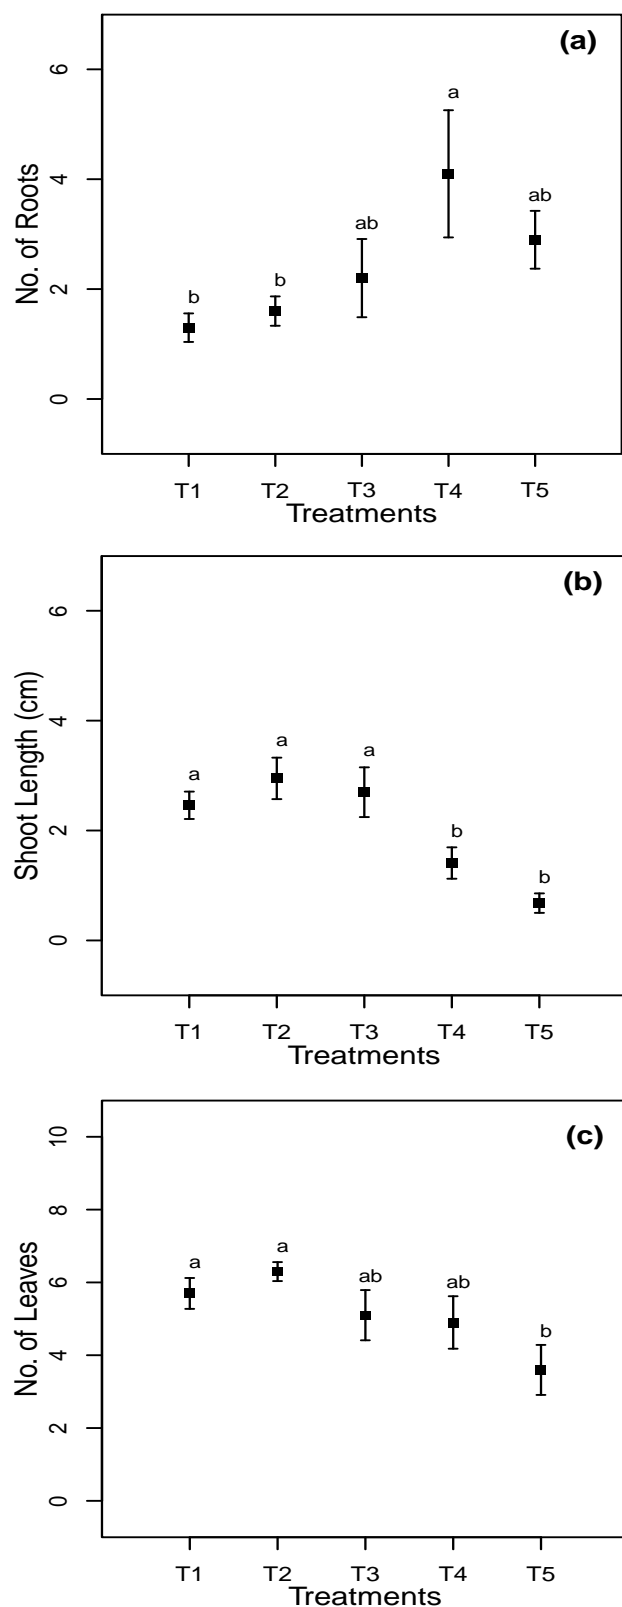 (a)
No. of Roots
6
4
2
0
b
b
ab
a
ab
T1 T2 T3 T4 T5
Treatments
(b)
Shoot Length (cm)
6
4
2
0
a
a
a
b
b
T1 T2 T3 T4 T5
Treatments
(c)
No. of Leaves
10
8
6
4
2
0
a
a
ab
ab
b
T1 T2 T3 T4 T5
Treatments